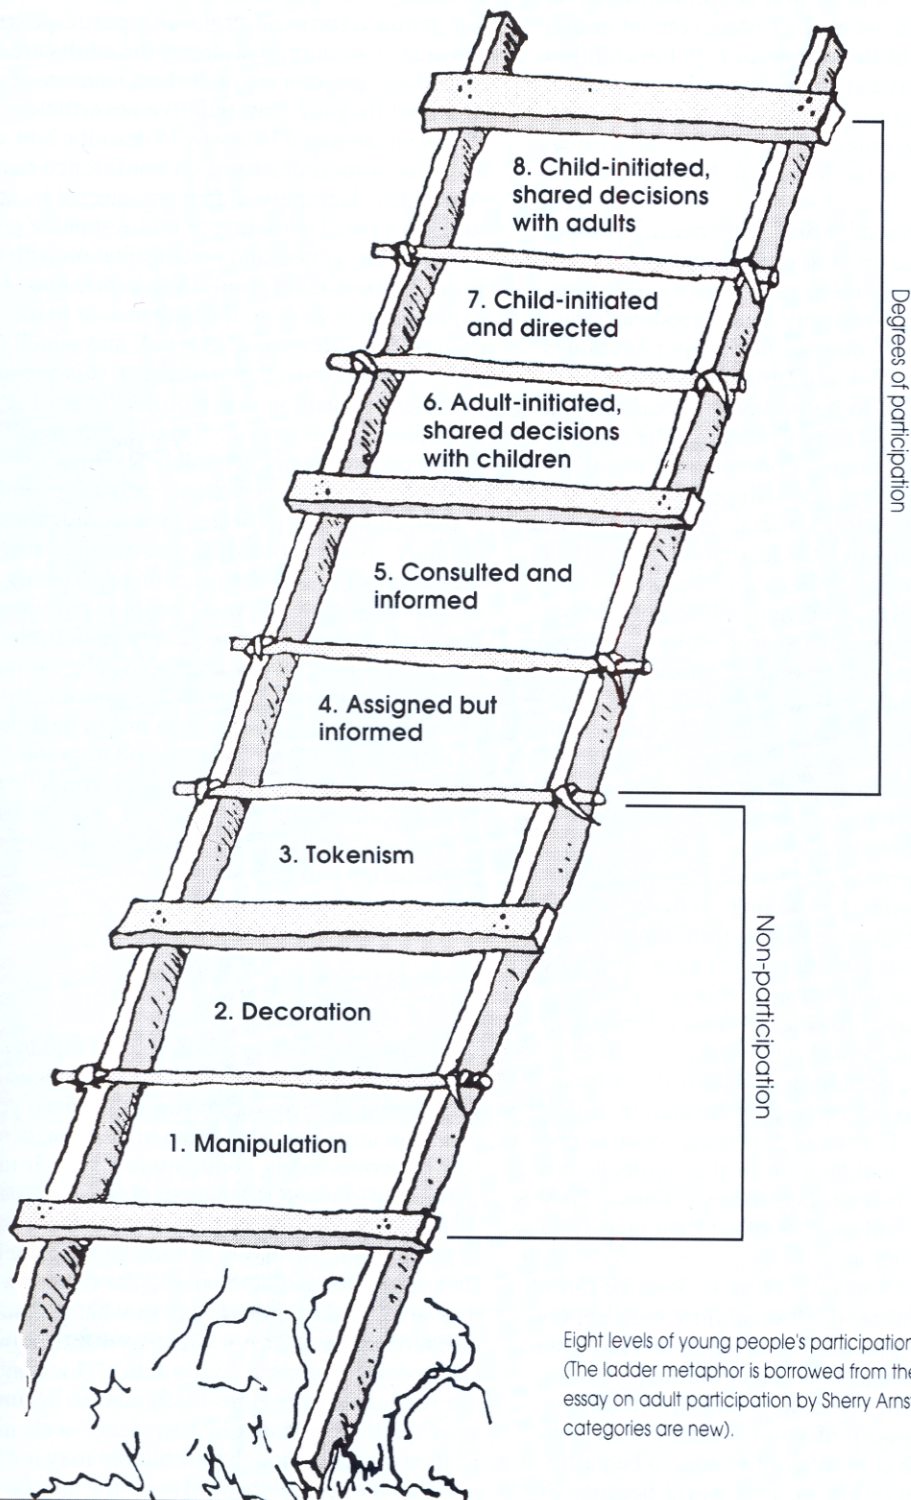 8. Child-initiated,
shared decisions
with adults
7. Child-initiated
and directed
6. Adult-initiated,
shared decisions
with children
Degrees of participation
5. Consulted and
informed
4. Assigned but
informed
3. Tokenism
2. Decoration
Non-participation
1. Manipulation
Eight levels of young people's participation
(The ladder metaphor is borrowed from the
essay on adult participation by Sherry
categories are new).